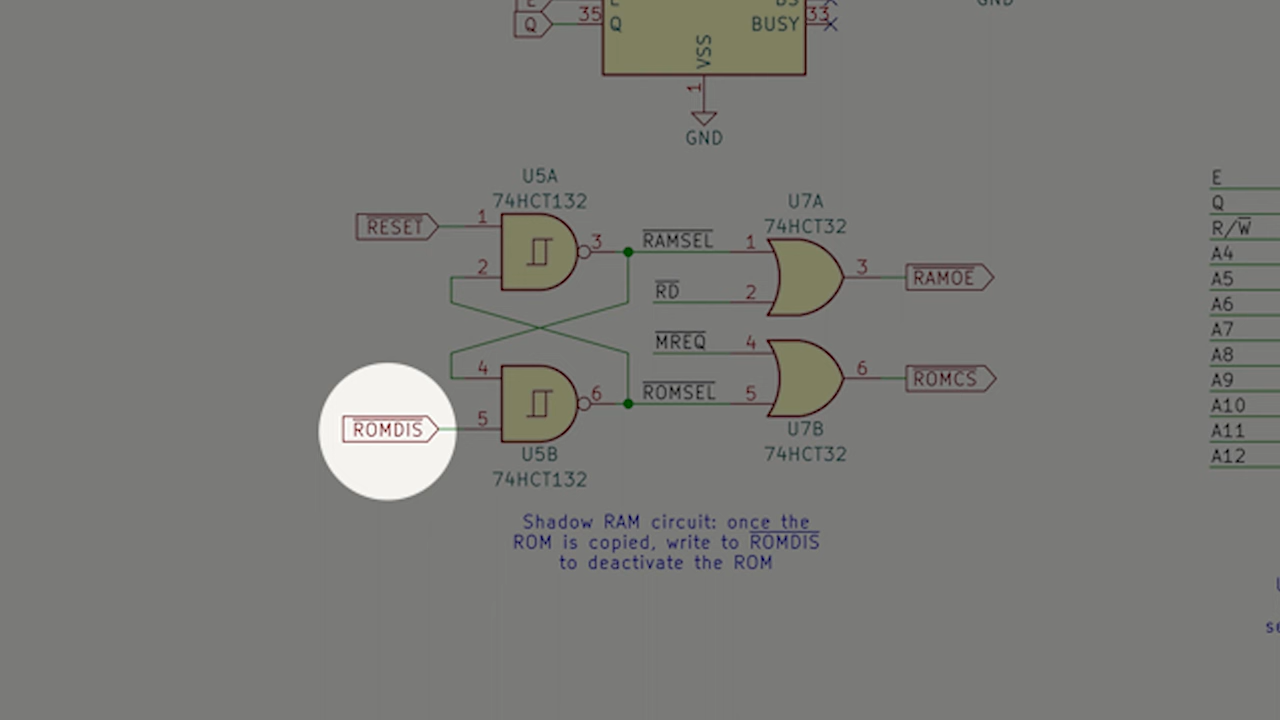 E
E
BS
GND
Q
35
Q
BUSY
33
VSS
1
GND
U5A
74HCT132
RESET
1
2
3
RAMSEL
RD
U7A
74HCT32
1
2
3
RAMOE
MREQ
4
6
ROMCS
ROMDIS
4
5
6
ROMSEL
5
U5B
74HCT132
U7B
74HCT32
Shadow RAM circuit: once the
ROM is copied, write to ROMDIS
to deactivate the ROM
E
Q
R/W
A4
A5
A6
A7
A8
A9
A10
A11
A12